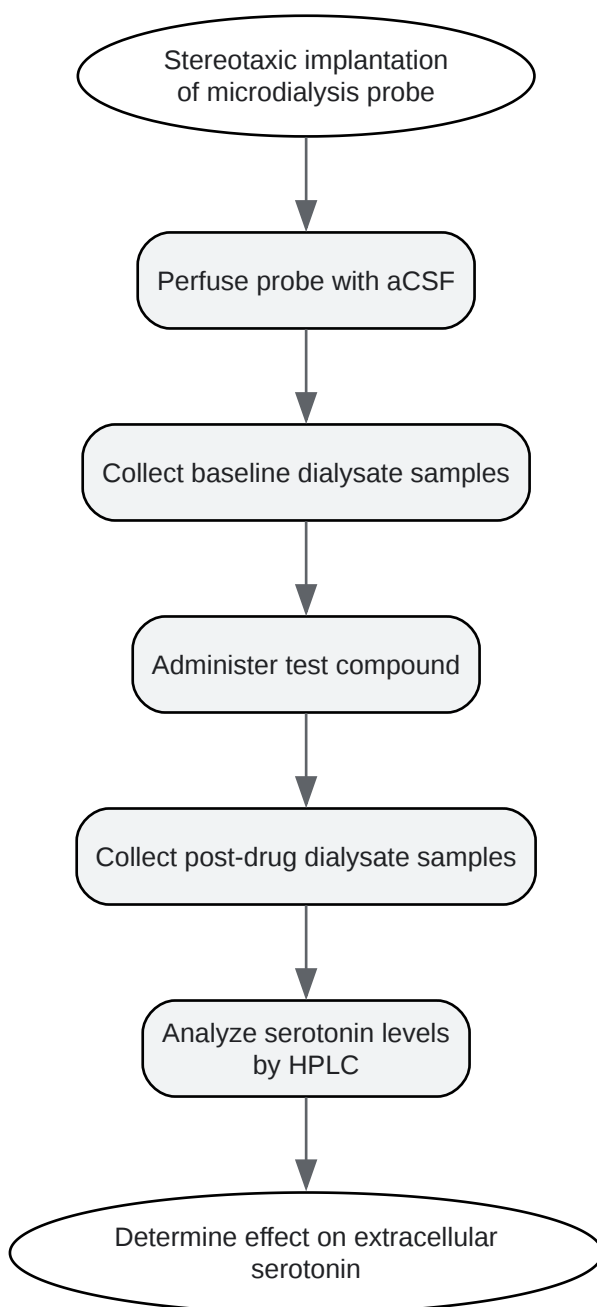 Stereotaxic implantation
of microdialysis probe
Perfuse probe with aCSF
Collect baseline dialysate samples
Administer test compound
Collect post-drug dialysate samples
Analyze serotonin levels
by HPLC
Determine effect on extracellular
serotonin